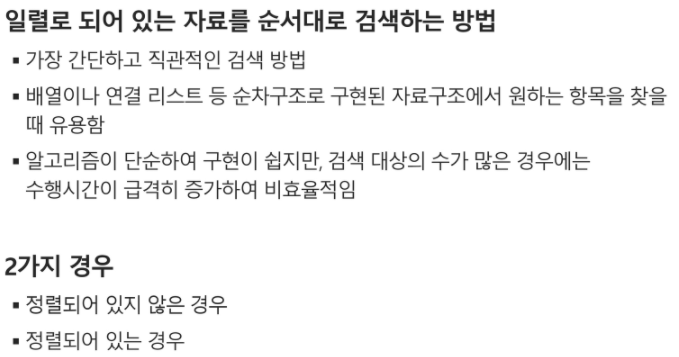 일렬로 되어 있는 자료를 순서대로 검색하는 방법
▪ 가장 간단하고 직관적인 검색 방법
▪ 배열이나 연결 리스트 등 순차구조로 구현된 자료구조에서 원하는 항목을 찾을
때 유용함
▪ 알고리즘이 단순하여 구현이 쉽지만, 검색 대상의 수가 많은 경우에는
수행시간이 급격히 증가하여 비효율적임
2가지 경우
▪ 정렬되어 있지 않은 경우
▪ 정렬되어 있는 경우